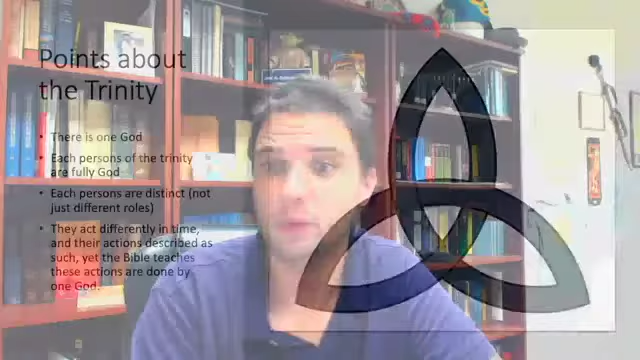 Points about
the Trinity
• There is one God
• Each persons of the trinity
are fully God
• Each persons are distinct (not
just different roles)
• They act differently in time,
and their actions described as
such, yet the Bible teaches
these actions are done by
one God.